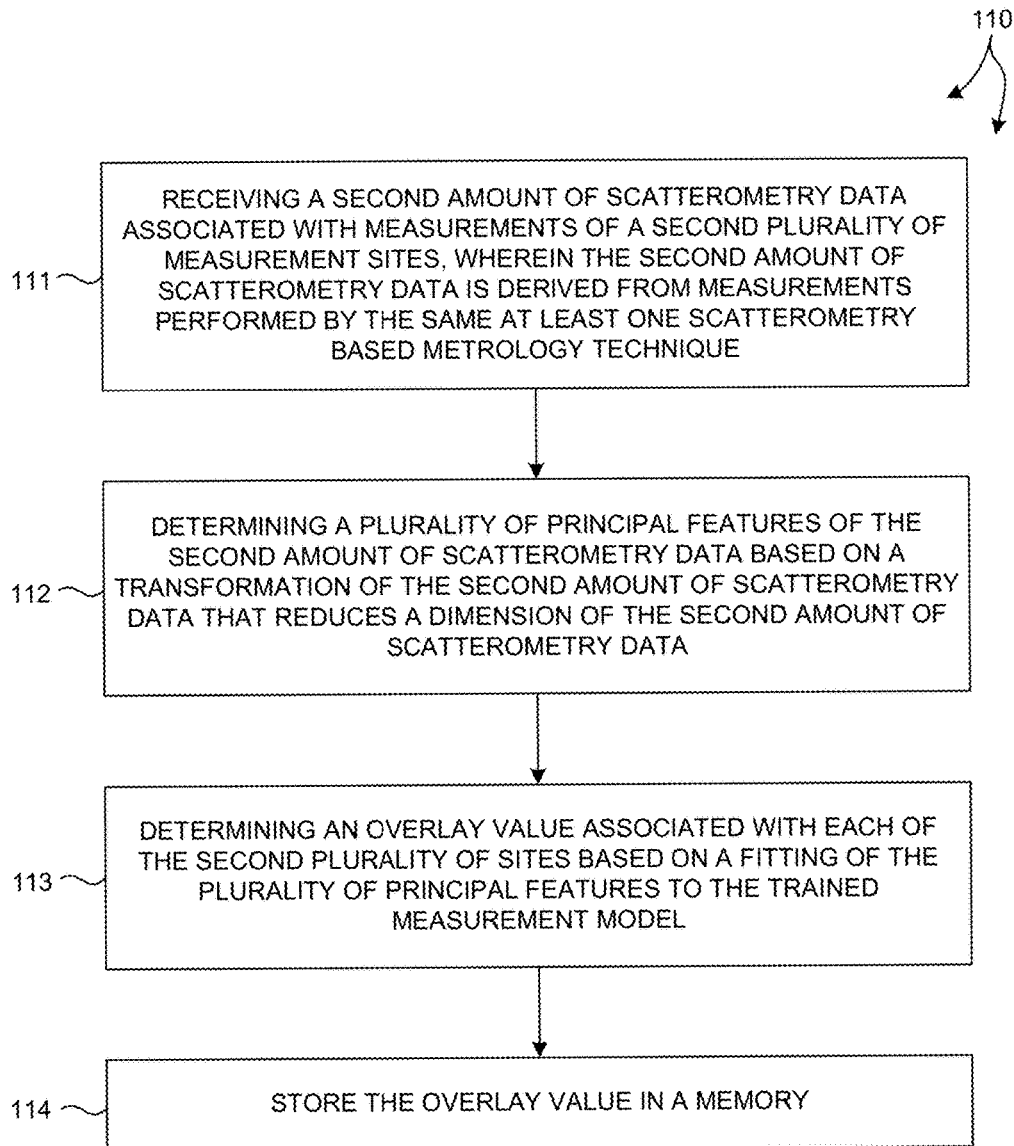 110
RECEIVING A SECOND AMOUNT OF SCATTEROMETRY DATA
ASSOCIATED WITH MEASUREMENTS OF A SECOND PLURALITY OF
MEASUREMENT SITES, WHEREIN THE SECOND AMOUNT OF
SCATTEROMETRY DATA IS DERIVED FROM MEASUREMENTS
PERFORMED BY THE SAME AT LEAST ONE SCATTEROMETRY
BASED METROLOGY TECHNIQUE
111
DETERMINING A PLURALITY OF PRINCIPAL FEATURES OF THE
SECOND AMOUNT OF SCATTEROMETRY DATA BASED ON A
TRANSFORMATION OF THE SECOND AMOUNT OF SCATTEROMETRY
DATA THAT REDUCES A DIMENSION OF THE SECOND AMOUNT OF
SCATTEROMETRY DATA
112
DETERMINING AN OVERLAY VALUE ASSOCIATED WITH EACH OF
THE SECOND PLURALITY OF SITES BASED ON A FITTING OF THE
PLURALITY OF PRINCIPAL FEATURES TO THE TRAINED
MEASUREMENT MODEL
113
STORE THE OVERLAY VALUE IN A MEMORY
114